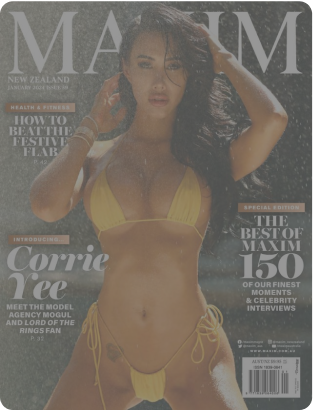 MAXIM
NEW ZEALAND
HEALTH & FITNESS
HOW TO
BEAT THE
FESTIVE
FLAB
INTRODUCING...
Corrie
Yee
MEET THE MODEL
AGENCY MOGUL
AND LORD OF THE
RINGS FAN
SPECIAL EDITION
THE
BEST OF
MAXIM
150
OF OUR FINEST
MOMENTS
& CELEBRITY
INTERVIEWS